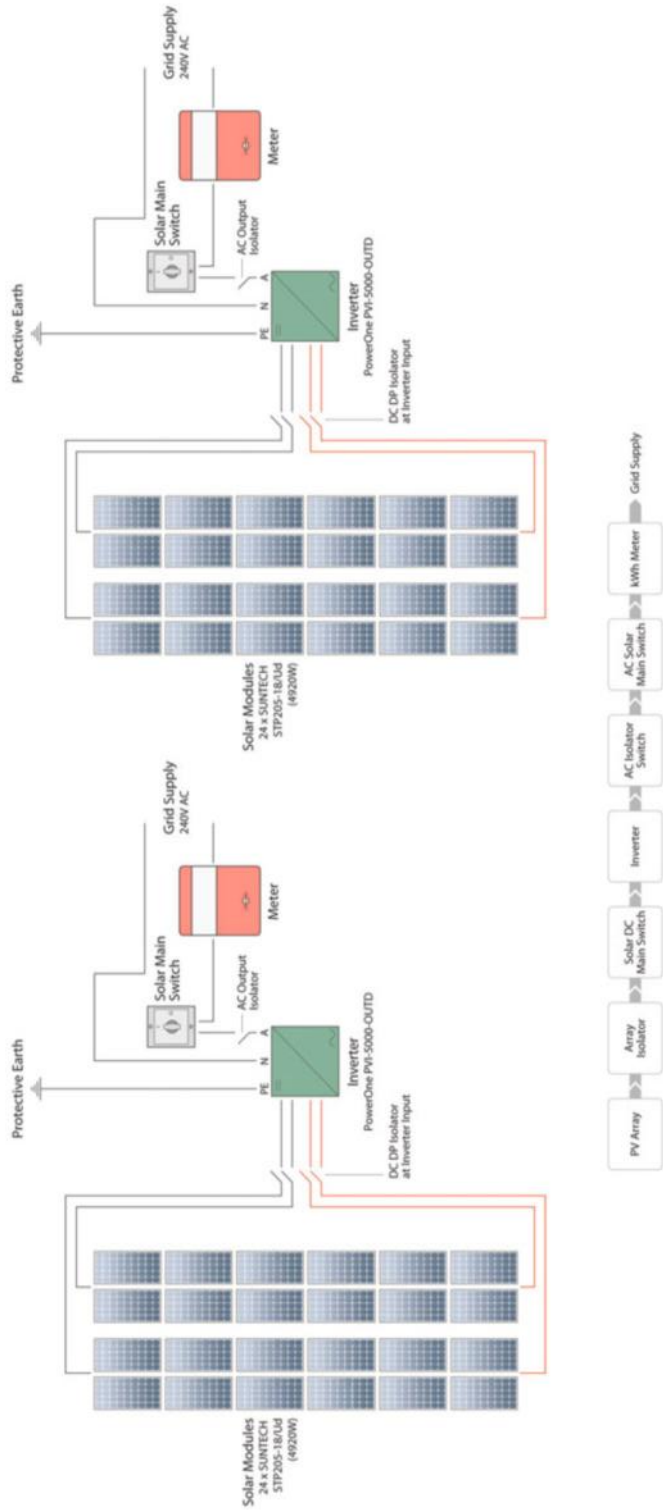 Protective Earth
Solar Modules
24 x SUNTECH
STP205-18/Ud
(4920W)
DC DP Isolator
at Inverter Input
PE
N
A
Inverter
PowerOne PVI-5000-OUTD
AC Output
Isolator
Solar Main
Switch
Meter
Grid Supply
240V AC
Protective Earth
Solar Modules
24 x SUNTECH
STP205-18/Ud
(4920W)
DC DP Isolator
at Inverter Input
PE
N
A
Inverter
PowerOne PVI-5000-OUTD
AC Output
Isolator
Solar Main
Switch
Meter
Grid Supply
240V AC
PV Array
Array
Isolator
Solar DC
Main Switch
Inverter
AC Isolator
Switch
AC Solar
Main Switch
kWh Meter
Grid Supply